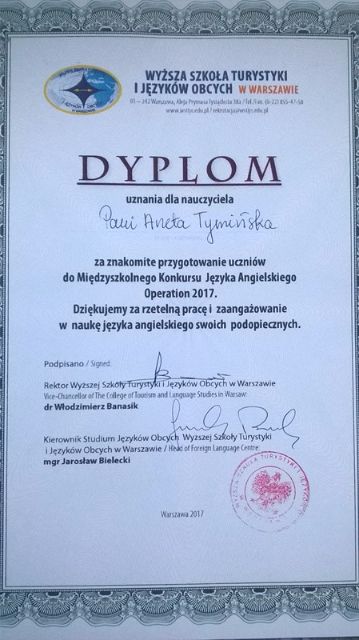 WYŻSZA SZKOŁA TURYSTYKI
I JĘZYKÓW OBCYCH W WARSZAWIE
DYPLOM
uznania dla nauczyciela
Pani Aneta Tymińska
za znakomite przygotowanie uczniów
do Międzyszkolnego Konkursu Języka Angielskiego
Operation 2017.
Dziękujemy za rzetelną pracę i zaangażowanie
w naukę języka angielskiego swoich podopiecznych.
Podpisano / Signed:
Rektor Wyższej Szkoły Turystyki i Języków Obcych w Warszawie
Vice-Chancellor of The College of Tourism and Language Studies in Warsaw:
dr Włodzimierz Banasik
Kierownik Studium Języków Obcych Wyższej Szkoły Turystyki
i Języków Obcych w Warszawie / Head of Foreign Language Centre:
mgr Jarosław Bielecki
Warszawa 2017